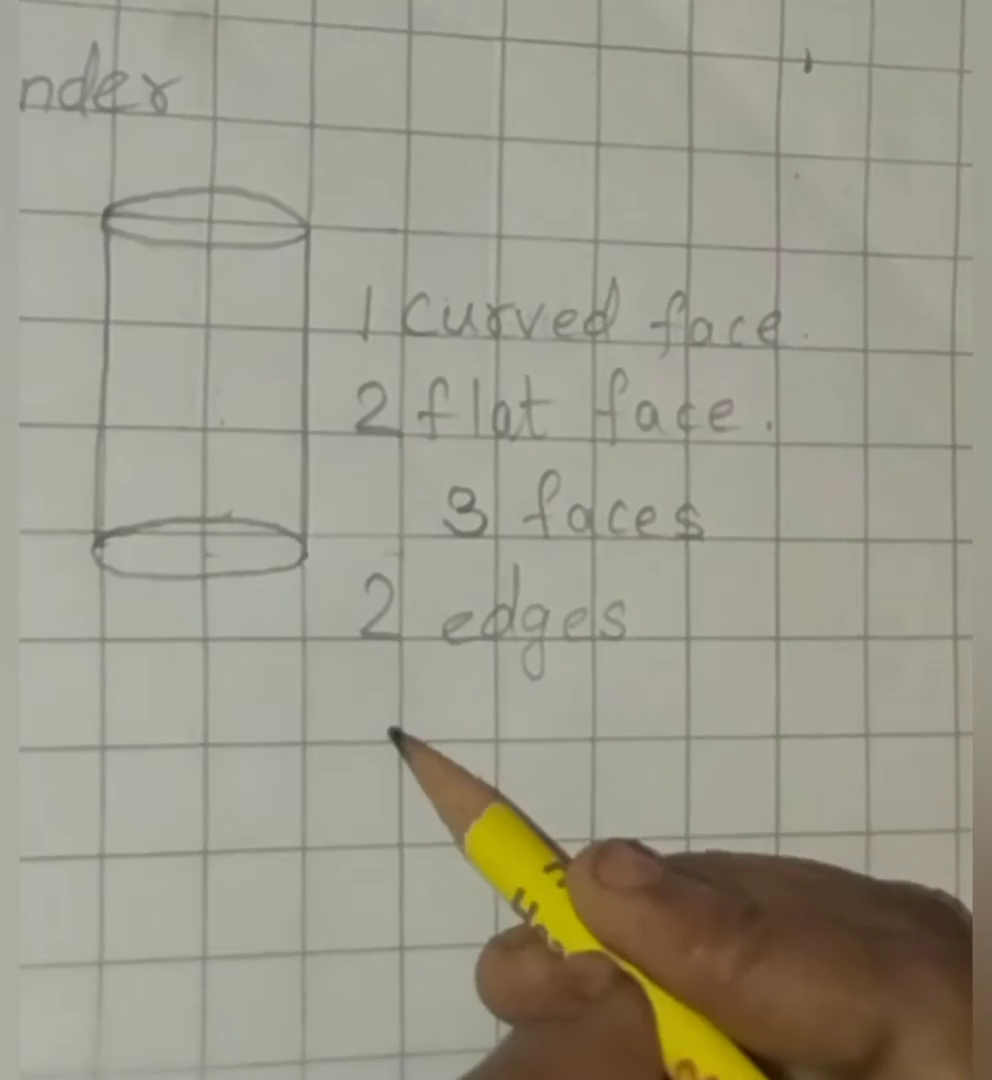 nder
1 curved face.
2 flat face.
3 faces
2 edges